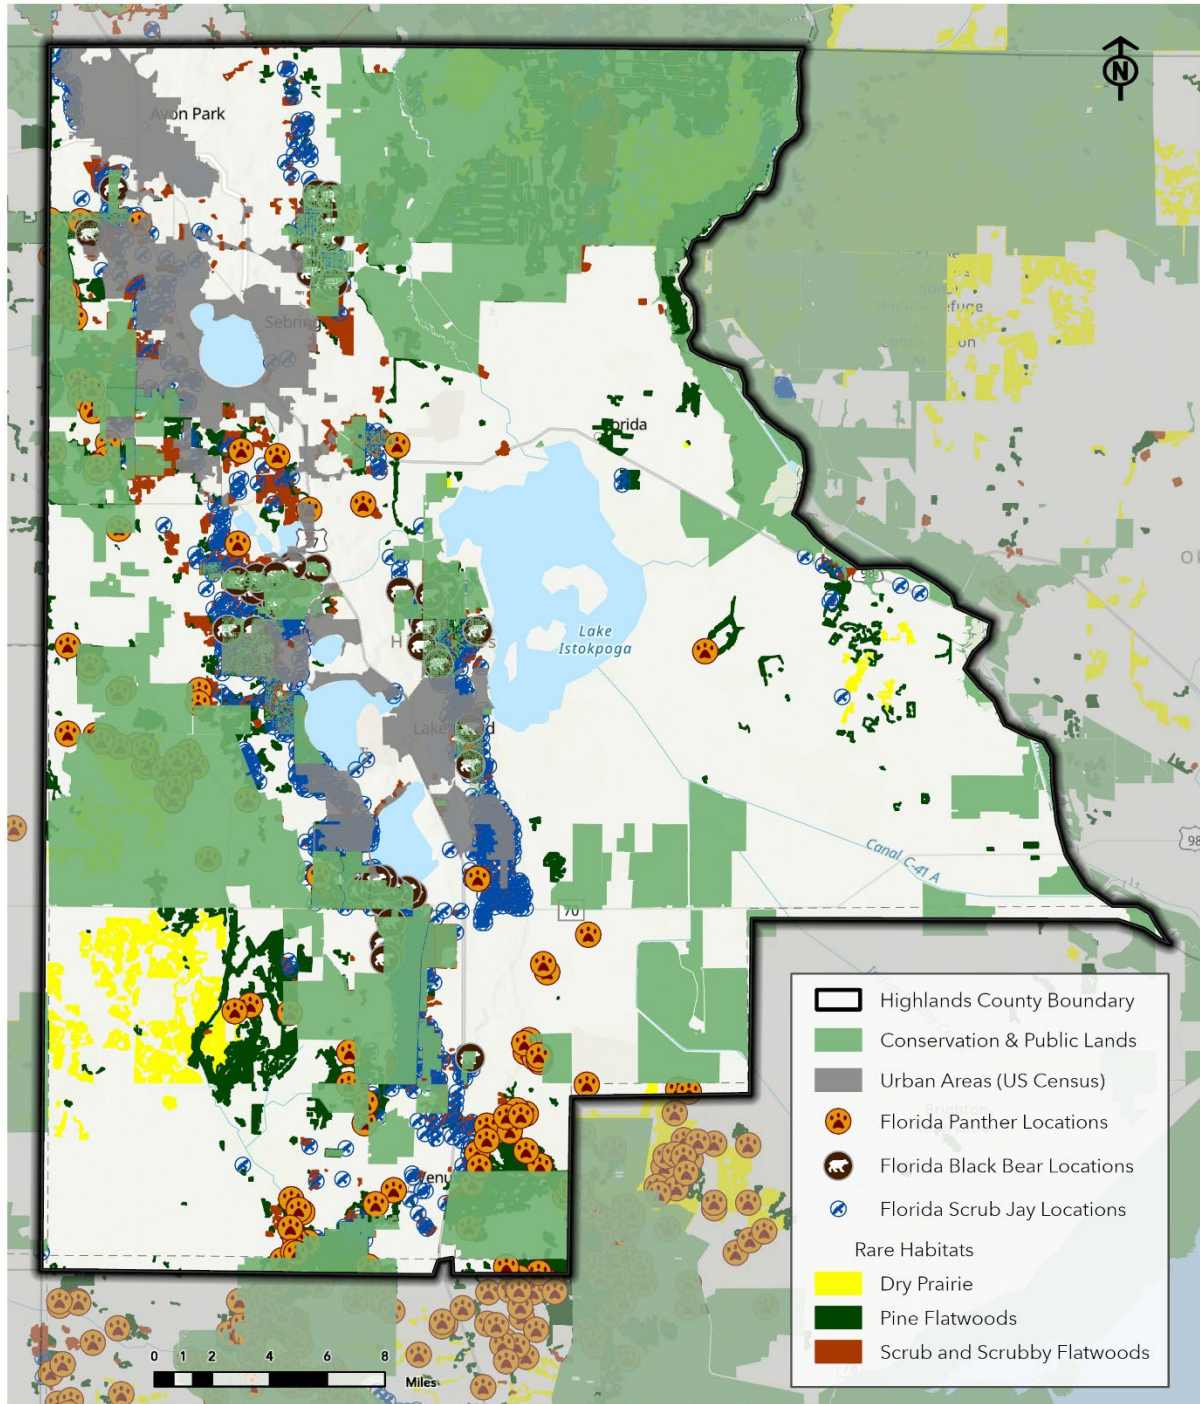 N
Avon Park
Sebring
Lorida
Lake
Istokpoga
98
Canal C-41 A
98
70
Highlands County Boundary
Conservation & Public Lands
Urban Areas (US Census)
Florida Panther Locations
Florida Black Bear Locations
Florida Scrub Jay Locations
Rare Habitats
Dry Prairie
Pine Flatwoods
Scrub and Scrubby Flatwoods
0 1 2 4 6 8
Miles